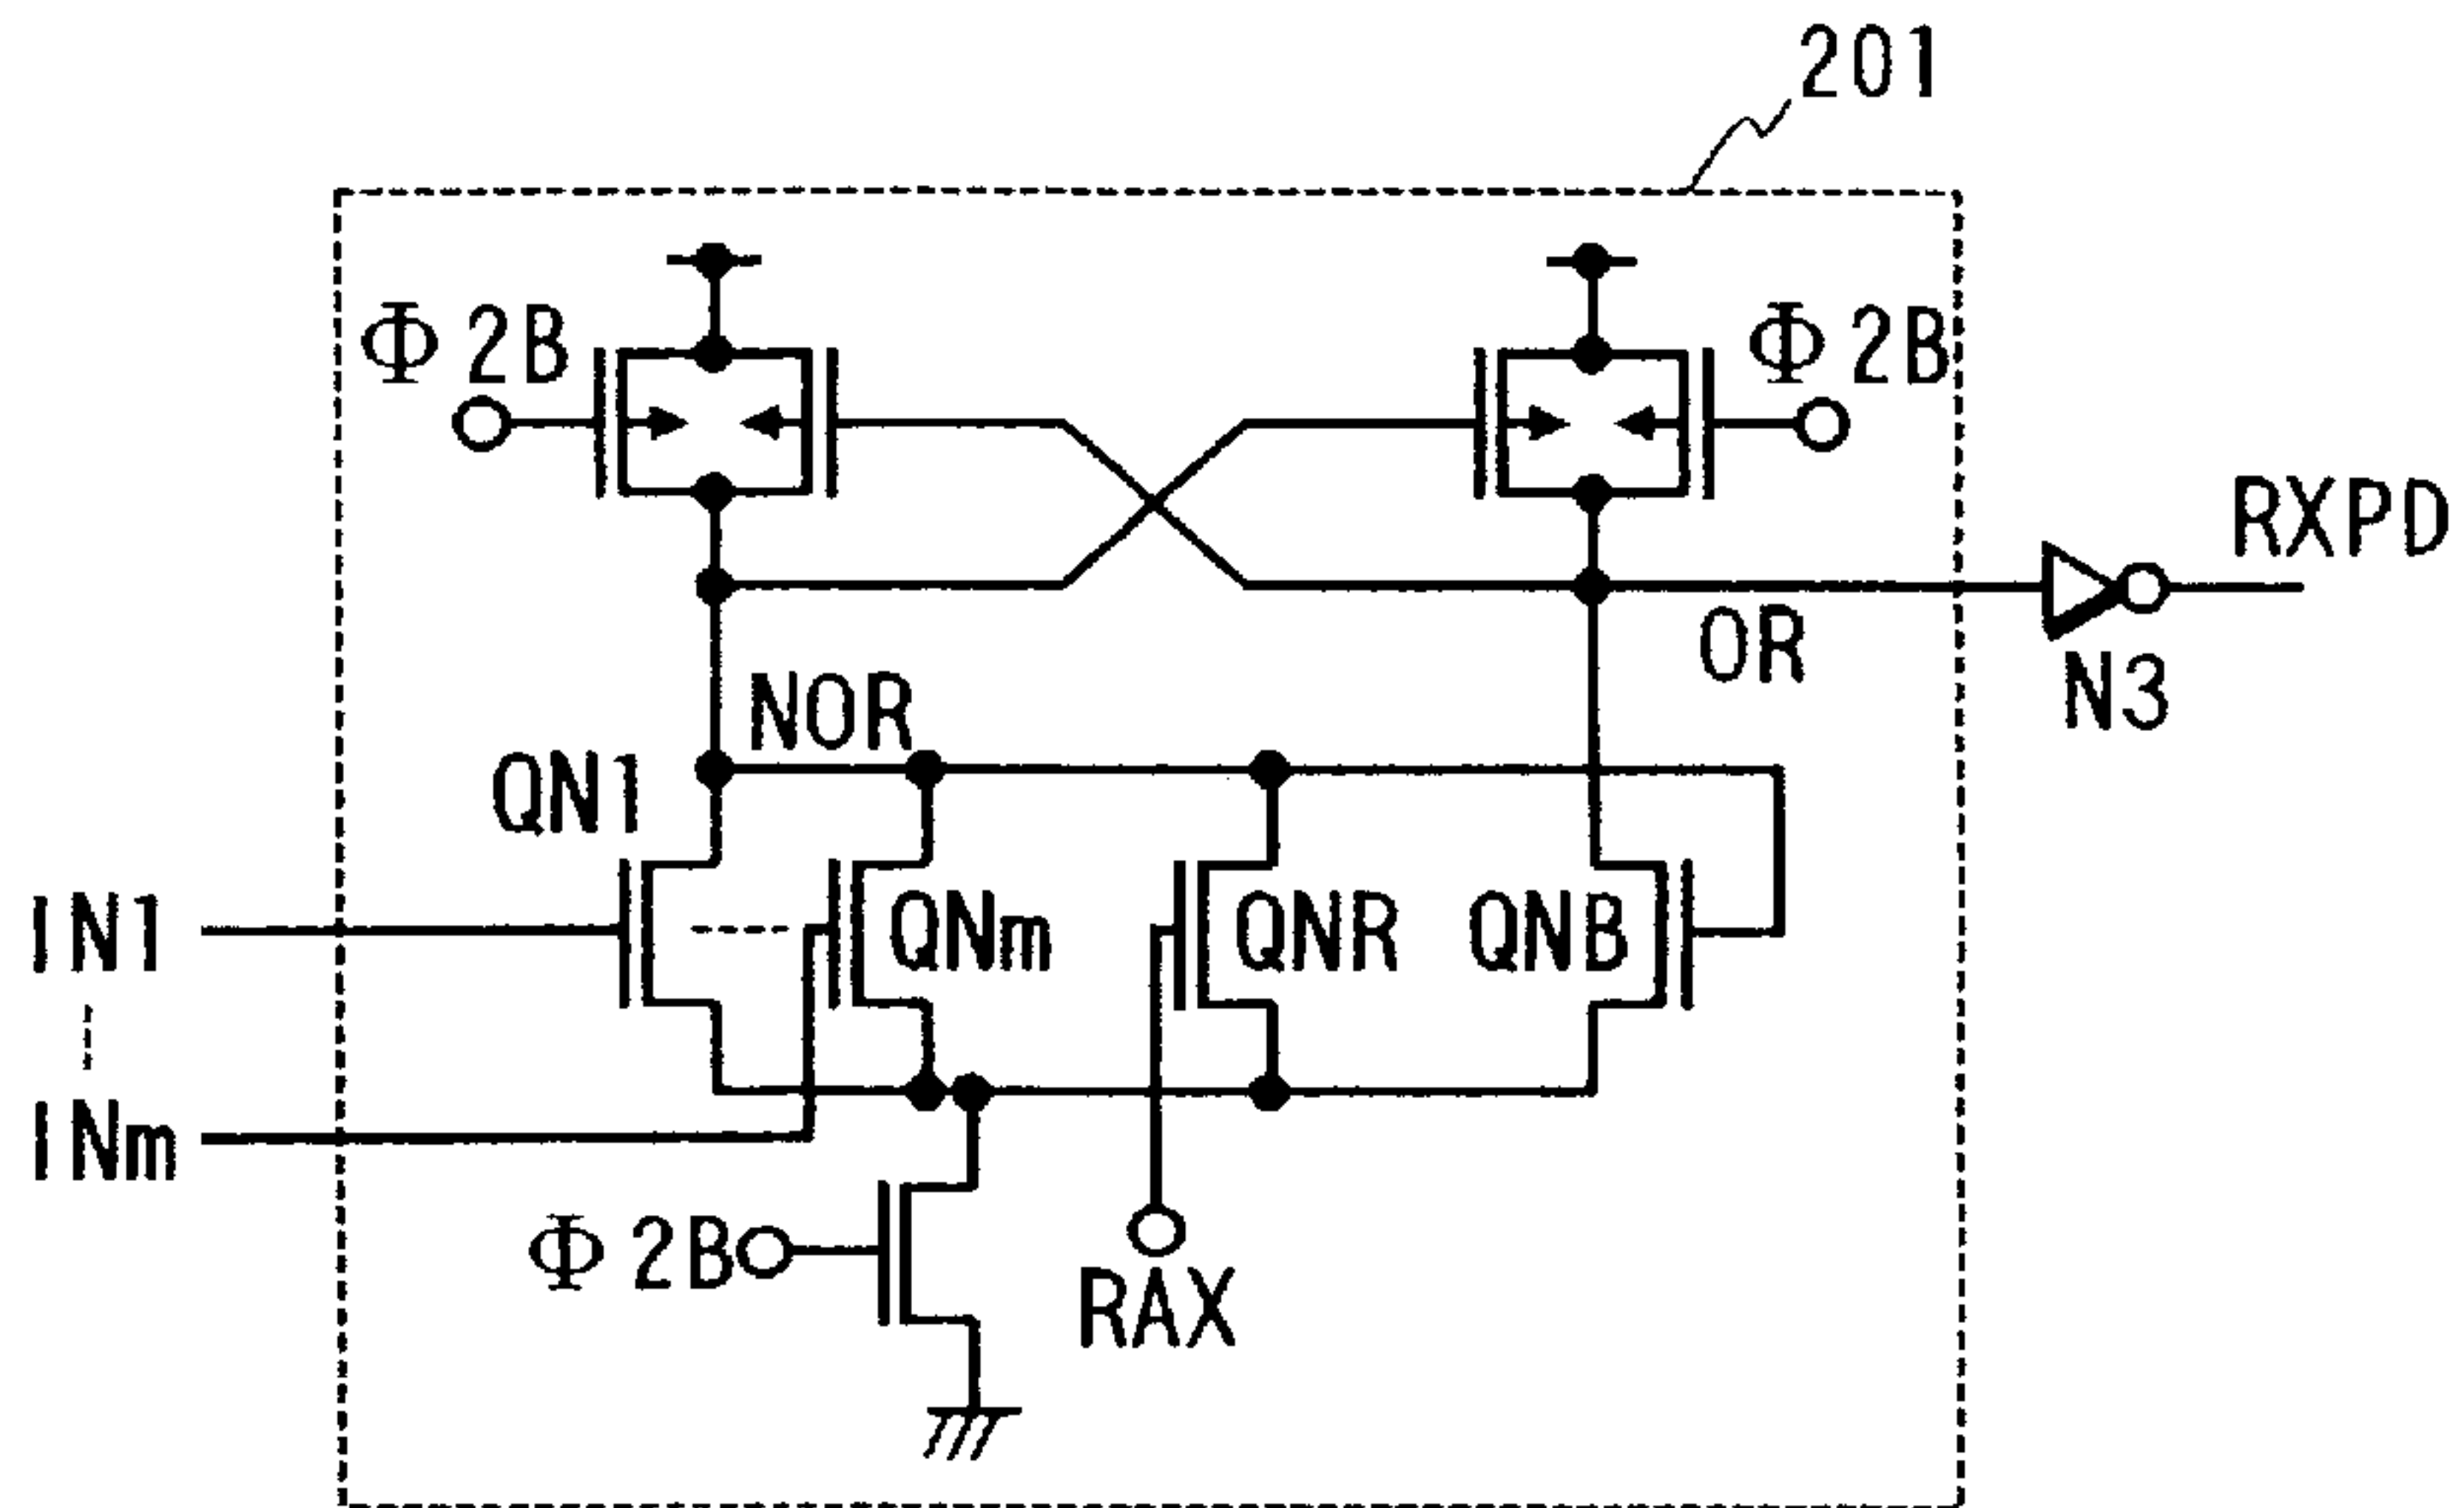 201
Φ2B
Φ2B
RXPD
OR
N3
NOR
QN1
IN1
QNm
QNR
QNB
INm
Φ2B
RAX